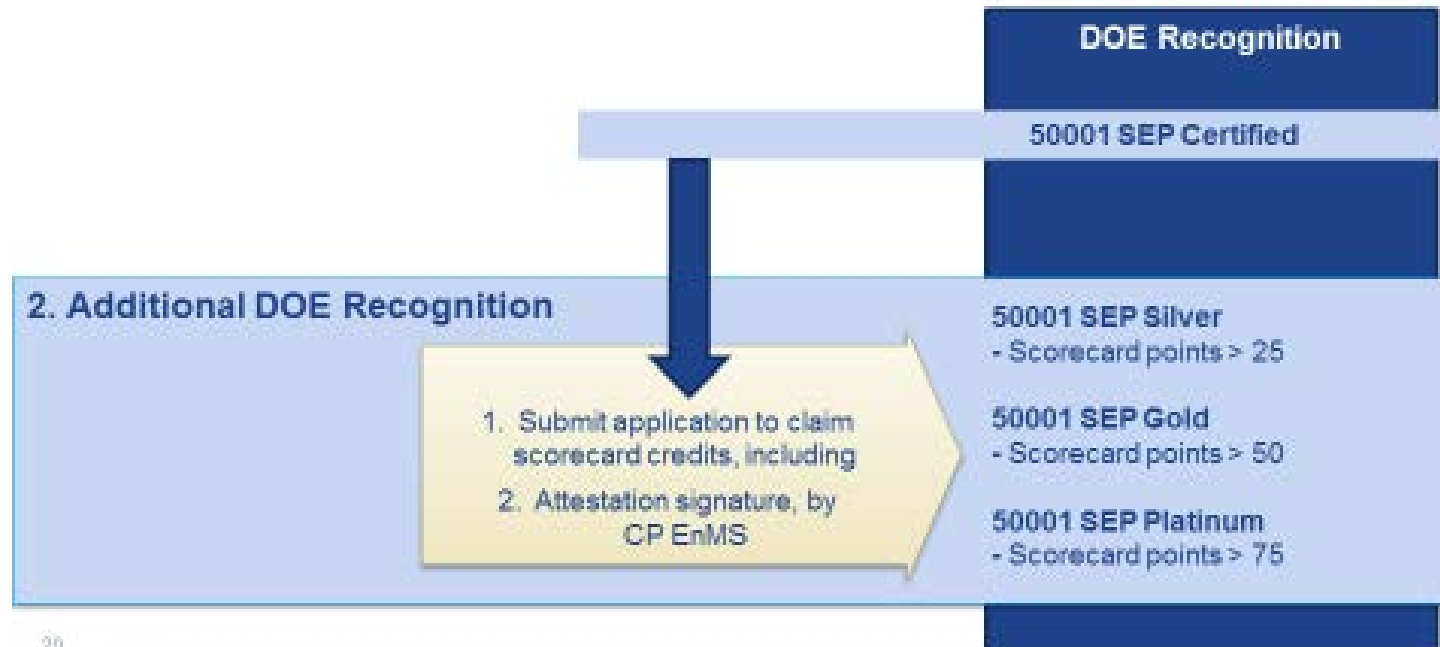 DOE Recognition
50001 SEP Certified
2. Additional DOE Recognition
1. Submit application to claim
scorecard credits, including
2. Attestation signature, by
CP EnMS
50001 SEP Silver
- Scorecard points > 25
50001 SEP Gold
- Scorecard points > 50
50001 SEP Platinum
- Scorecard points > 75